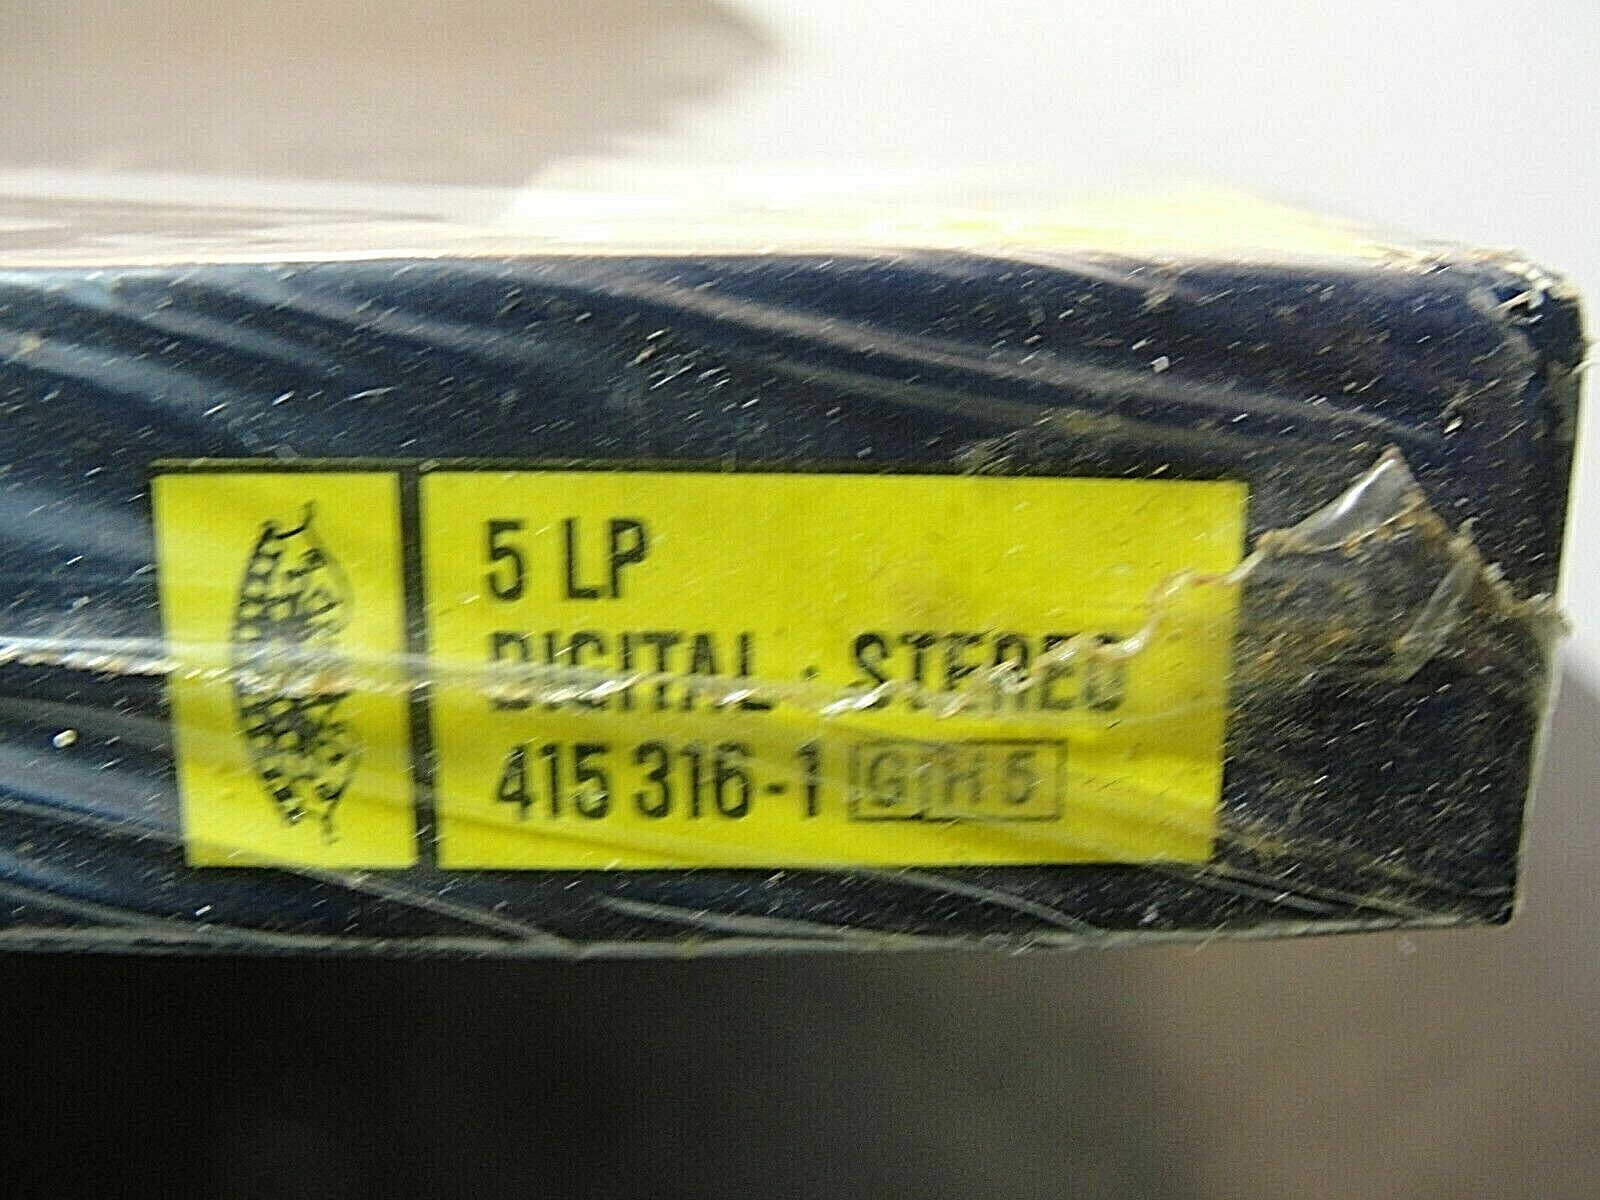 5 LP
DIGITAL · STEREO
415 316-1 GH 5